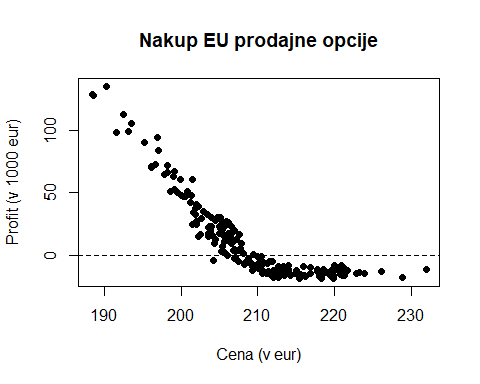 Nakup EU prodajne opcije
Profit (v 1000 eur)
100
50
0
190 200 210 220 230
Cena (v eur)